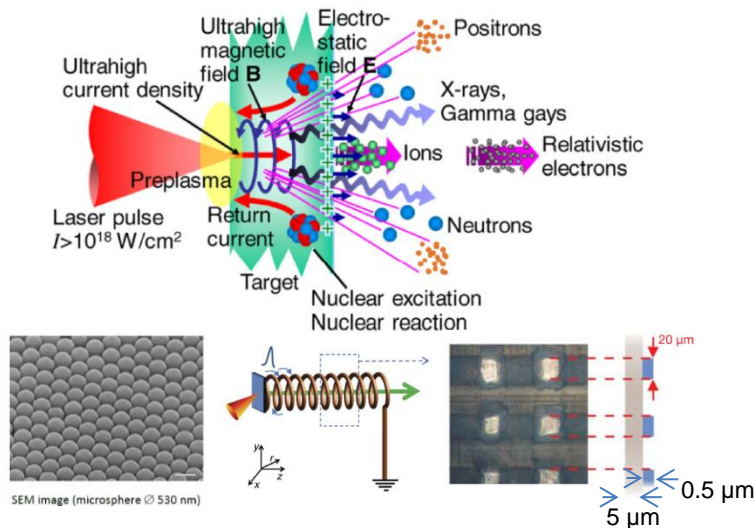 Ultrahigh
magnetic
field B
Electro-
static
field E
Positrons
Ultrahigh
current density
X-rays,
Gamma gays
Ions
Relativistic
electrons
Preplasma
Laser pulse
I>10¹⁸ W/cm²
Return
current
Neutrons
Target
Nuclear excitation
Nuclear reaction
+
+
+
+
+
+
+
+
+
+
20 µm
y
r
x
z
0.5 µm
5 µm
SEM image (microsphere Ø 530 nm)